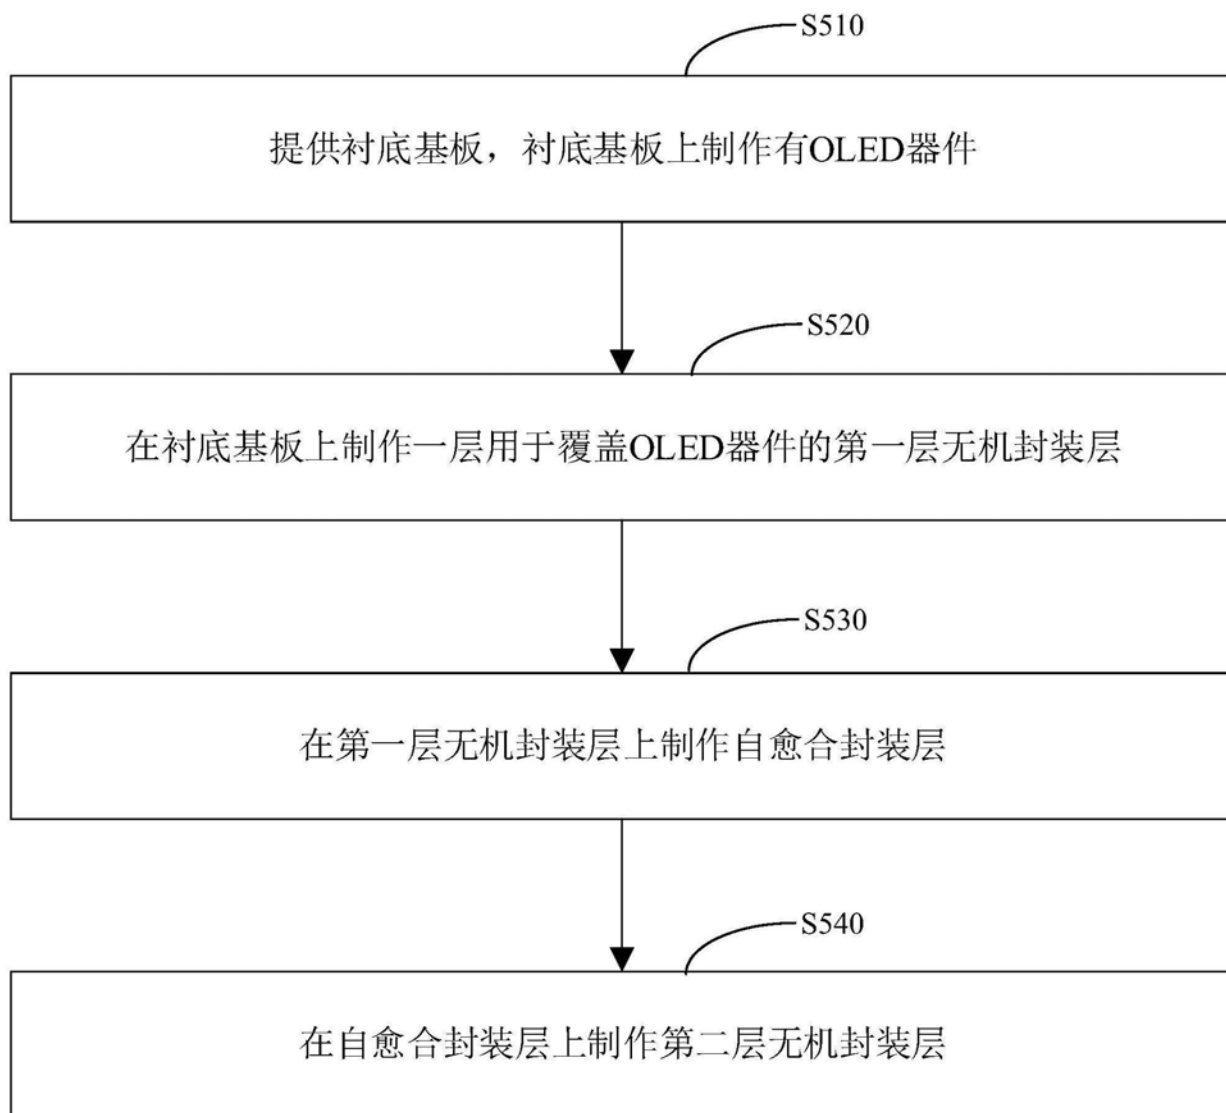 S510
提供衬底基板，衬底基板上制作有OLED器件
S520
在衬底基板上制作一层用于覆盖OLED器件的第一层无机封装层
S530
在第一层无机封装层上制作自愈合封装层
S540
在自愈合封装层上制作第二层无机封装层